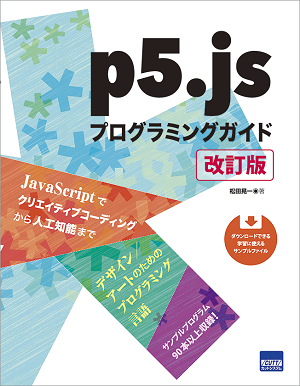 p5.js
プログラミングガイド
改訂版
松田晃一●著
JavaScriptで
クリエイティブコーディング
から人工知能まで
ダウンロードできる
学習に使える
サンプルファイル
デザイン/
アートのための
プログラミング
言語
サンプルプログラム
90本以上収録!
CUTT
カットシステム